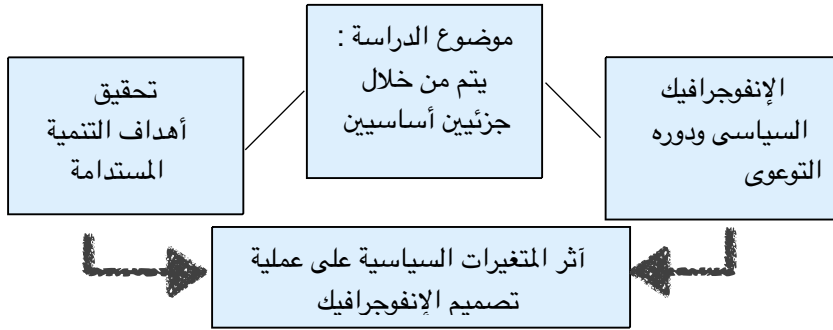 موضوع الدراسة :
يتم من خلال
جزئيين أساسيين
الإنفوجرافيك
السياسى ودوره
التوعوى
تحقيق
أهداف التنمية
المستدامة
آثر المتغيرات السياسية على عملية
تصميم الإنفوجرافيك